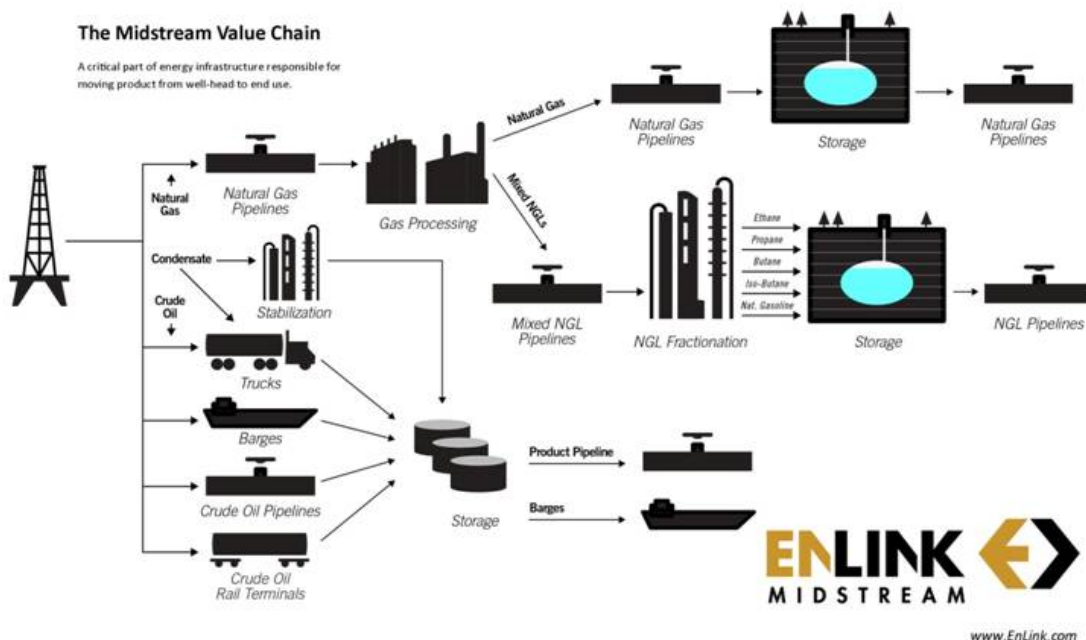 The Midstream Value Chain
A critical part of energy infrastructure responsible for
moving product from well-head to end use.
Natural
Gas
Natural Gas
Pipelines
Gas Processing
Natural Gas
Mixed NGLs
Natural Gas
Pipelines
Storage
Natural Gas
Pipelines
Condensate
Stabilization
Mixed NGL
Pipelines
NGL Fractionation
Ethane
Propane
Butane
Iso-Butane
Nat. Gasoline
Storage
NGL Pipelines
Crude
Oil
Trucks
Barges
Crude Oil Pipelines
Crude Oil
Rail Terminals
Storage
Product Pipeline
Barges
ENLINK
MIDSTREAM
www.EnLink.com